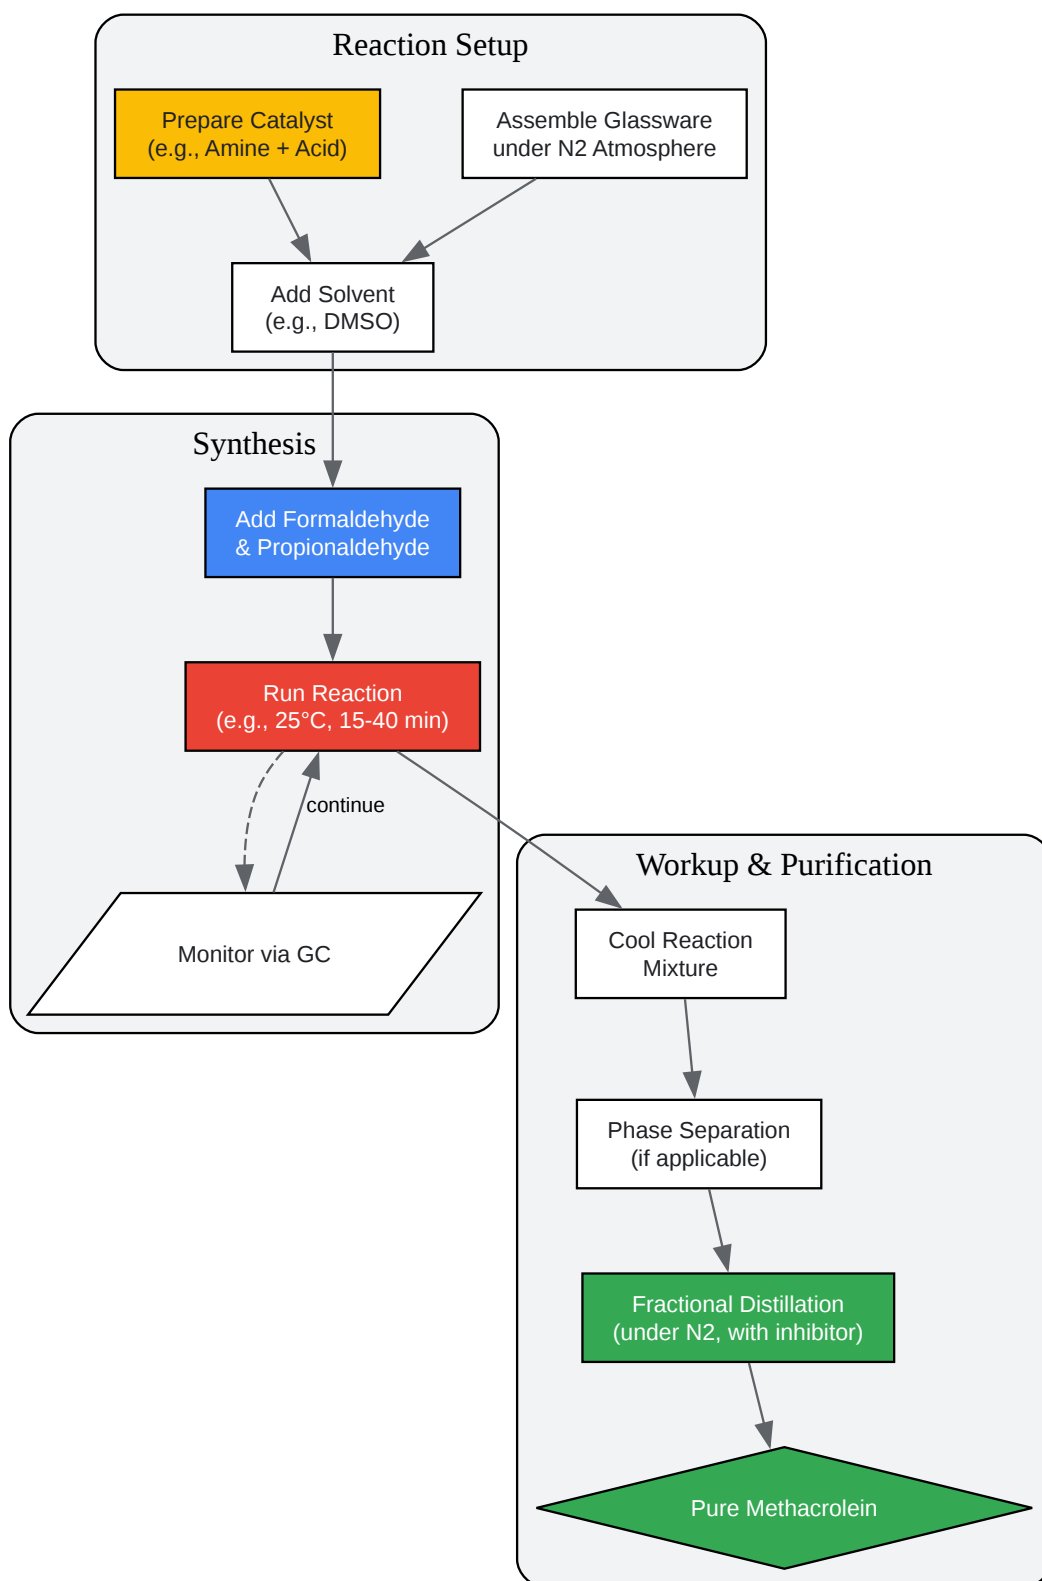 Reaction Setup
Prepare Catalyst
(e.g., Amine + Acid)
Assemble Glassware
under N2 Atmosphere
Add Solvent
(e.g., DMSO)
Synthesis
Add Formaldehyde
& Propionaldehyde
Run Reaction
(e.g., 25°C, 15-40 min)
continue
Monitor via GC
Workup & Purification
Cool Reaction
Mixture
Phase Separation
(if applicable)
Fractional Distillation
(under N2, with inhibitor)
Pure Methacrolein